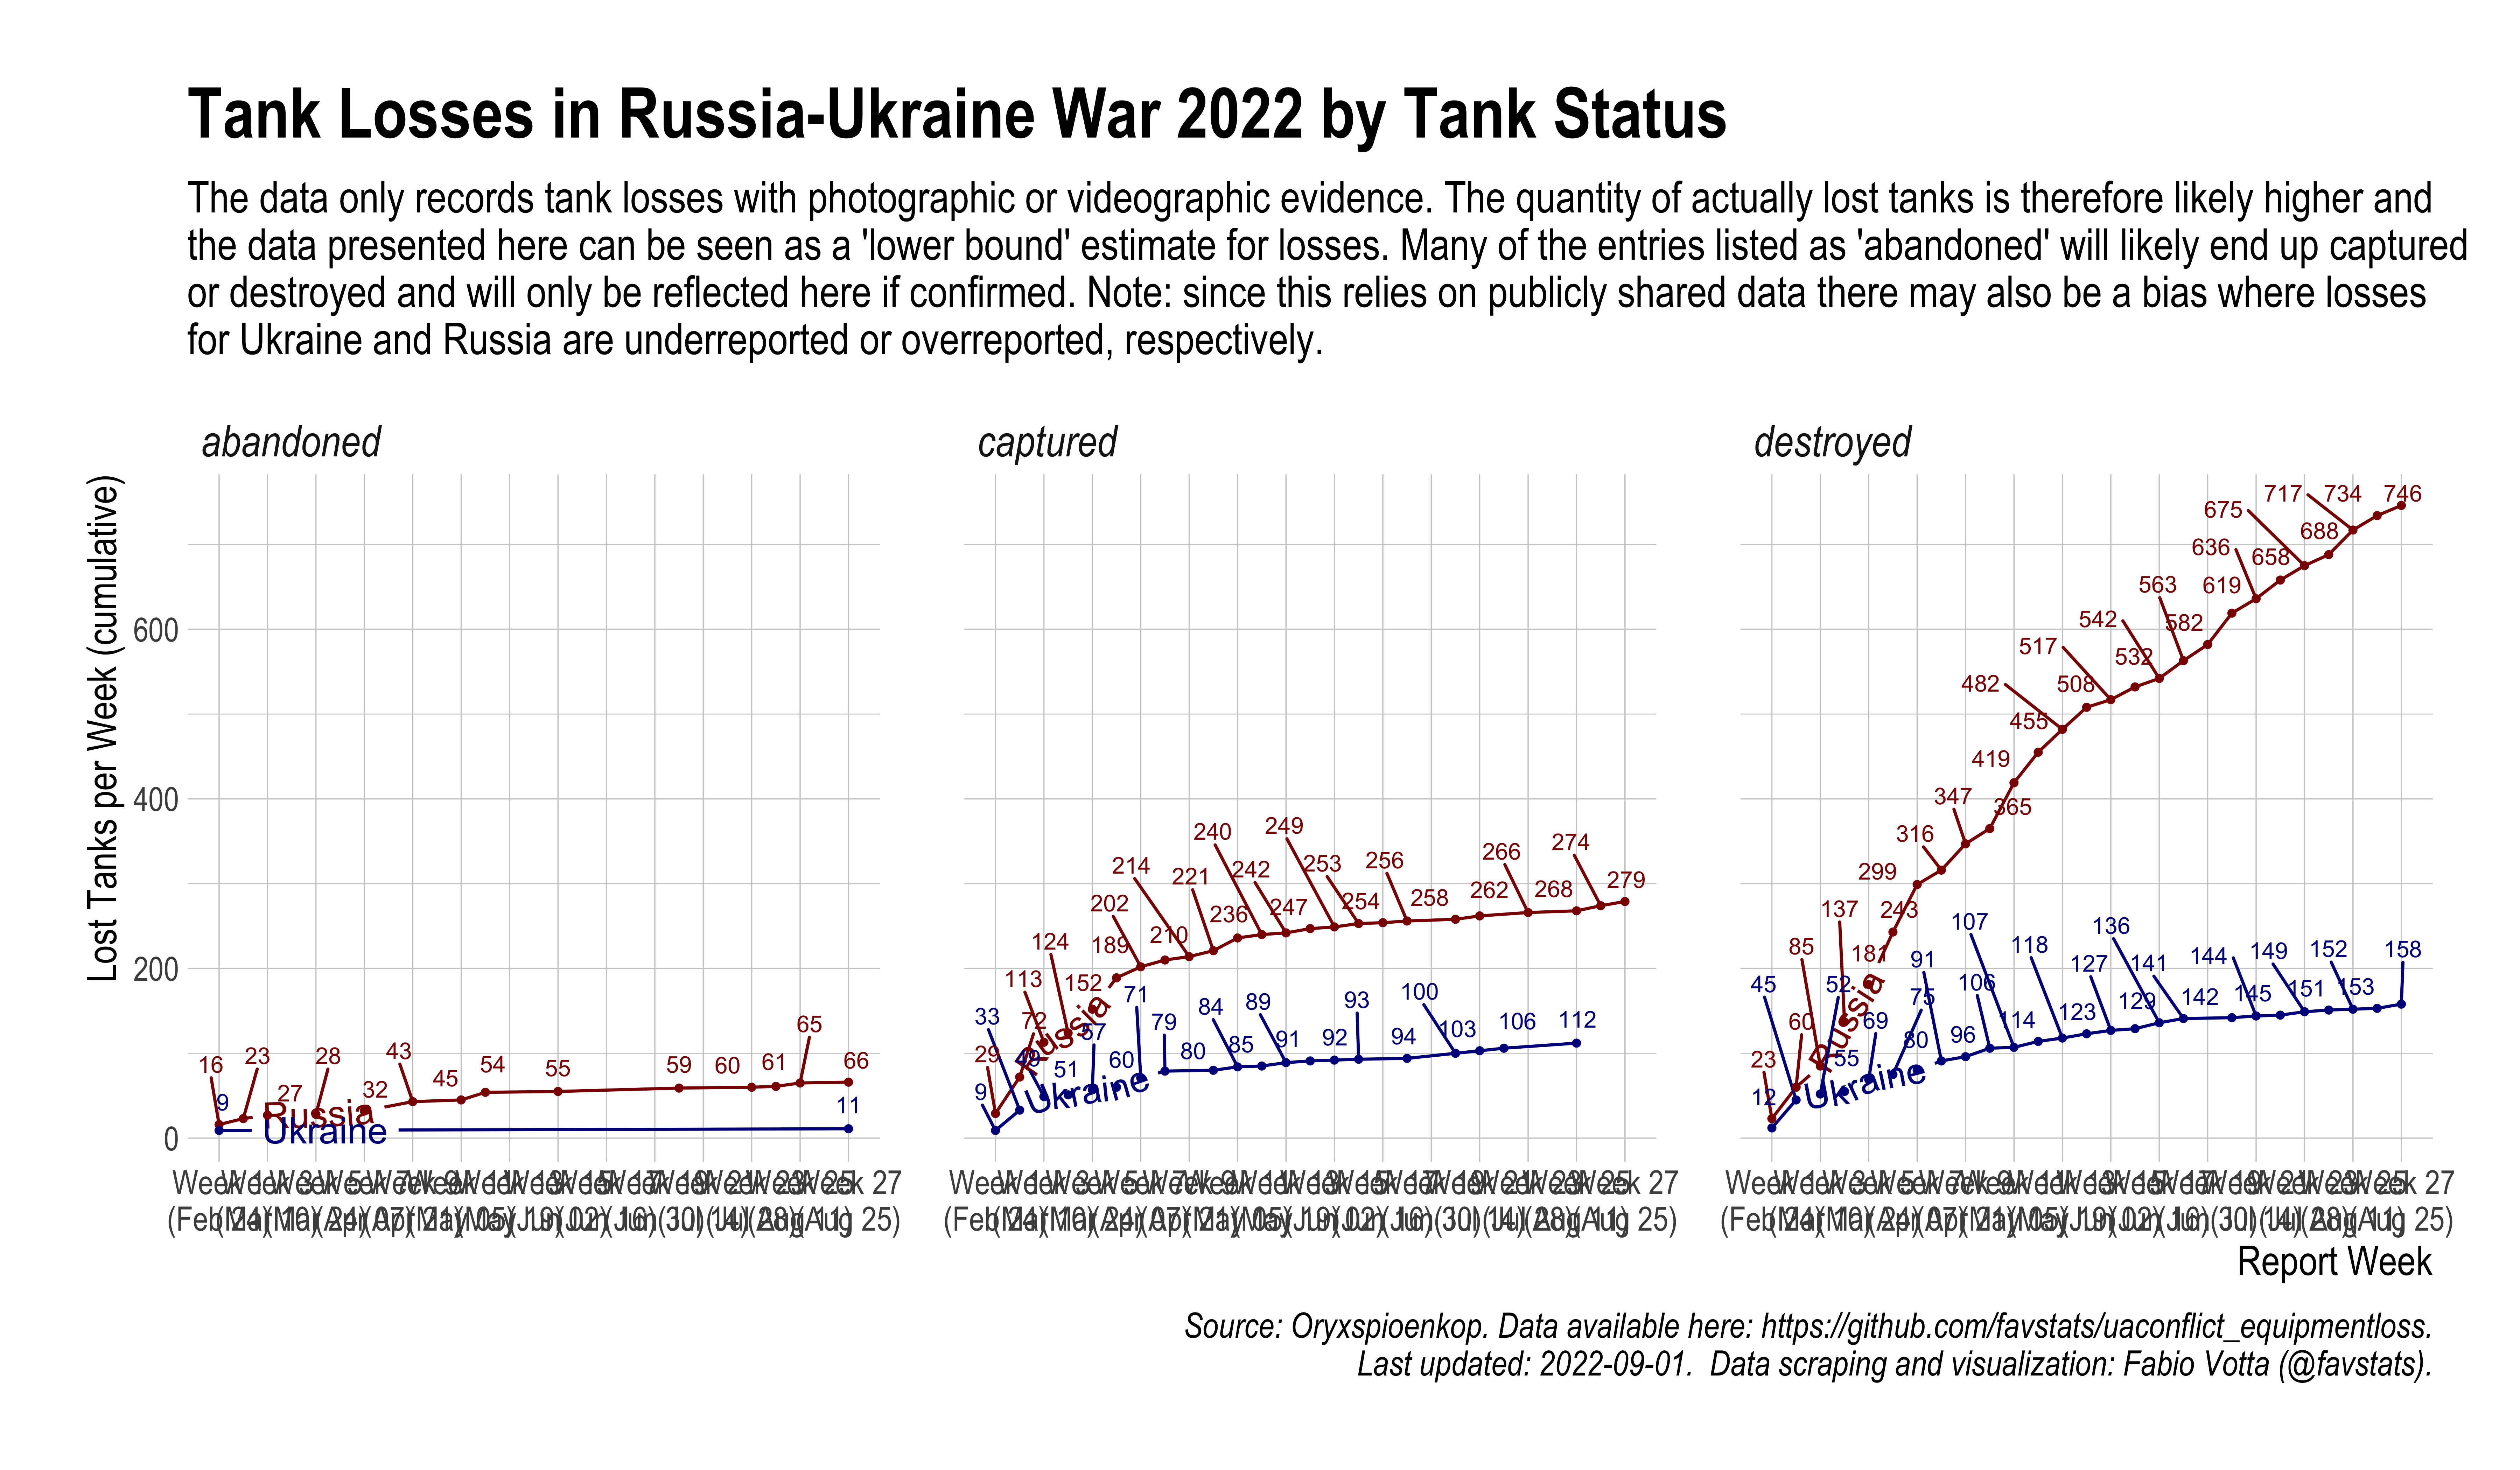 Tank Losses in Russia-Ukraine War 2022 by Tank Status
The data only records tank losses with photographic or videographic evidence. The quantity of actually lost tanks is therefore likely higher and
the data presented here can be seen as a 'lower bound' estimate for losses. Many of the entries listed as 'abandoned' will likely end up captured
or destroyed and will only be reflected here if confirmed. Note: since this relies on publicly shared data there may also be a bias where losses
for Ukraine and Russia are underreported or overreported, respectively.
Lost Tanks per Week (cumulative)
600
400
200
0
abandoned
16 23 27 28 32 43 45 54 55 59 60 61 65 66
Russia
9 11
Ukraine
captured
29 72 113 124 152 189 202 210 214 221 236 240 242 247 249 253 254 256 258 262 266 268 274 279
Russia
9 33 51 57 60 71 79 80 84 85 89 91 92 93 94 100 103 106 112
Ukraine
destroyed
23 60 85 137 181 243 299 316 347 365 419 455 482 508 517 532 542 563 582 619 636 658 675 688 717 734 746
Russia
12 45 52 55 69 75 80 91 96 106 107 114 118 123 127 129 136 141 142 144 145 149 151 152 153 158
Ukraine
Report Week
Source: Oryxspioenkop. Data available here: https://github.com/favstats/uaconflict_equipmentloss.
Last updated: 2022-09-01.  Data scraping and visualization: Fabio Votta (@favstats).